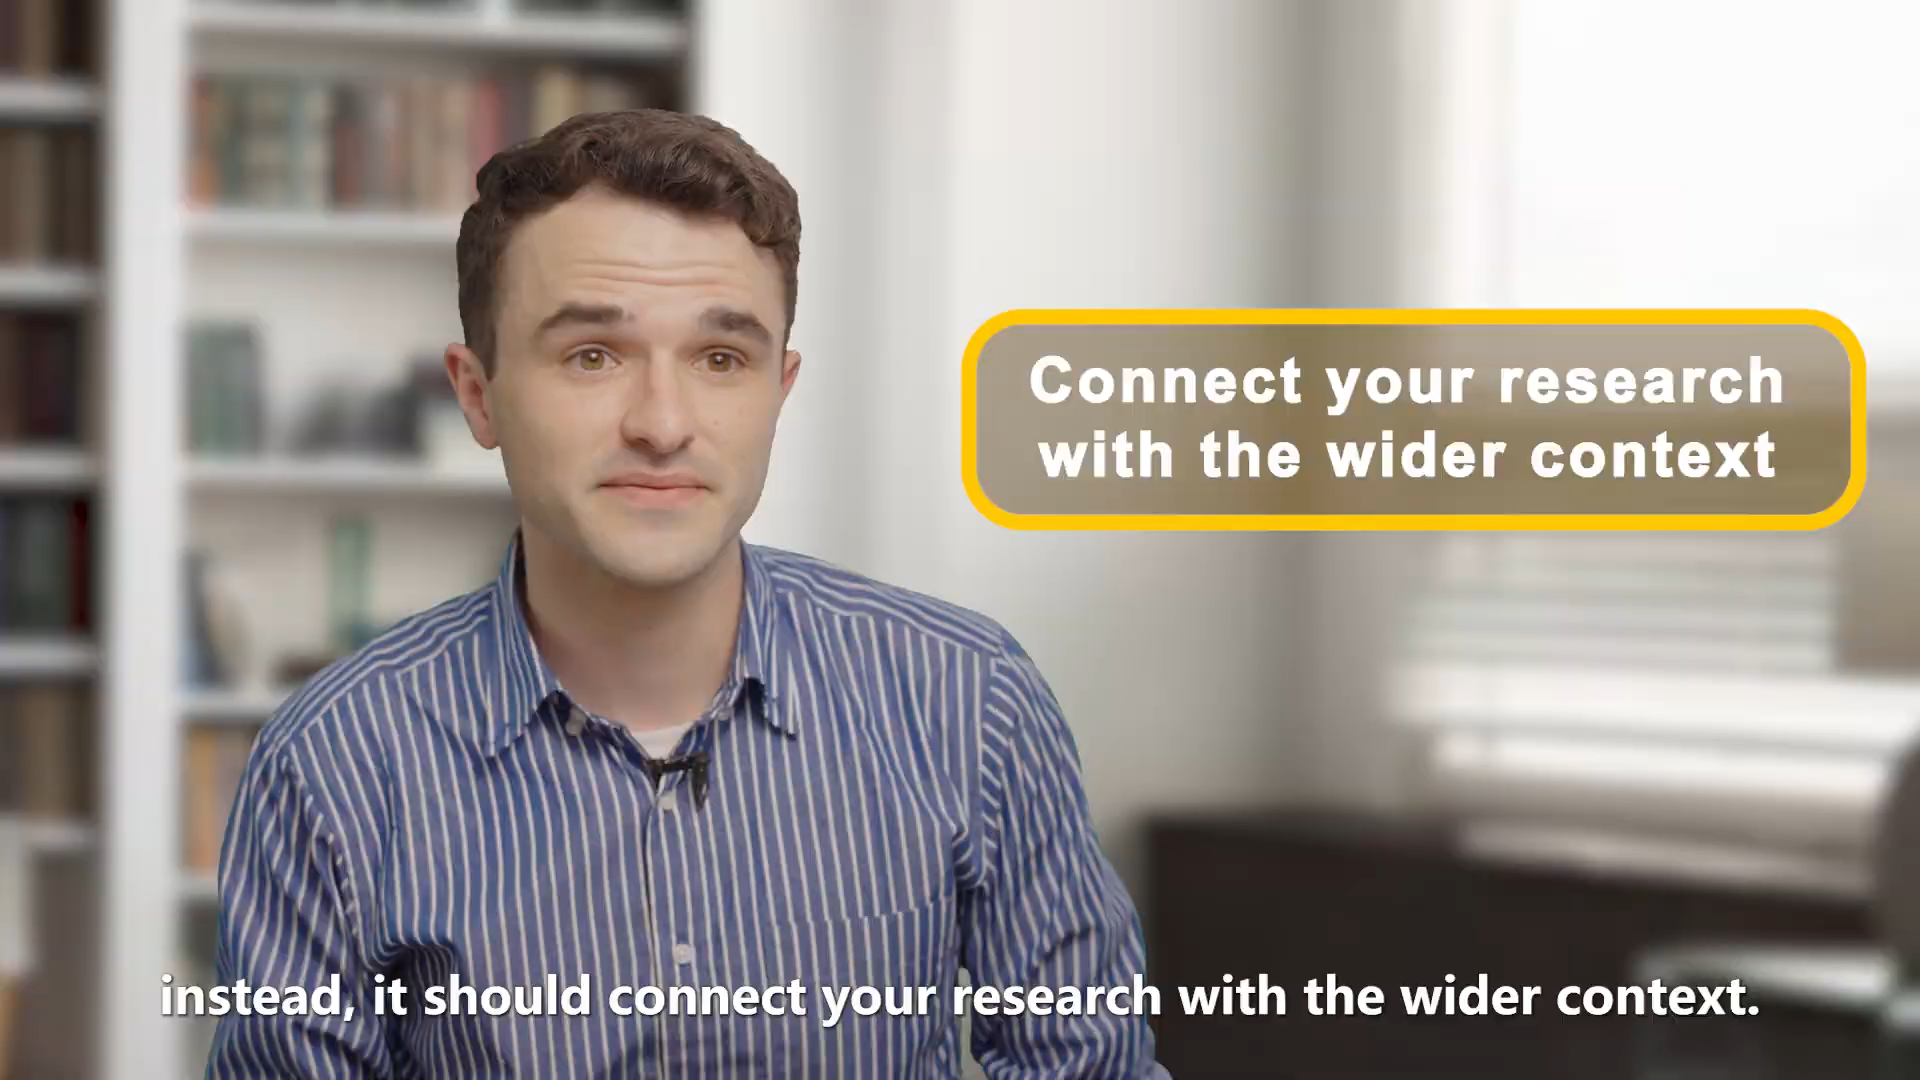 Connect your research
with the wider context
instead, it should connect your research with the wider context.